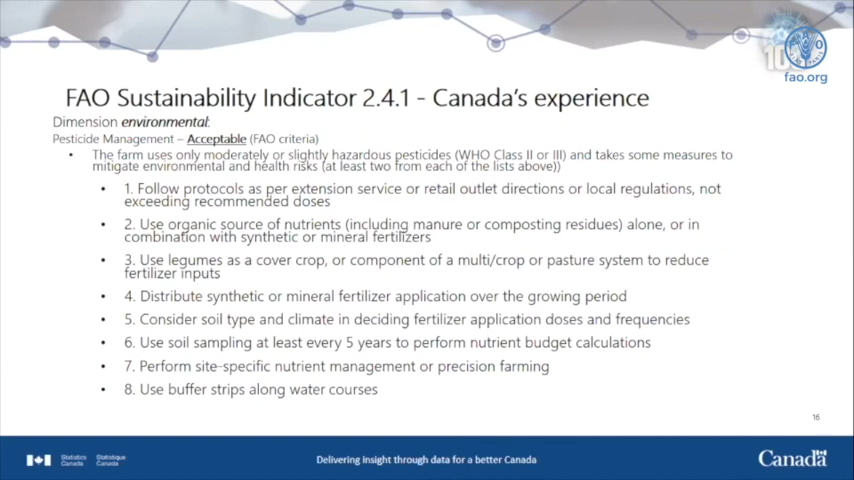 fao.org
FAO Sustainability Indicator 2.4.1 - Canada's experience
Dimension environmental:
Pesticide Management – Acceptable (FAO criteria)
• The farm uses only moderately or slightly hazardous pesticides (WHO Class II or III) and takes some measures to
mitigate environmental and health risks (at least two from each of the lists above))
• 1. Follow protocols as per extension service or retail outlet directions or local regulations, not
exceeding recommended doses
• 2. Use organic source of nutrients (including manure or composting residues) alone, or in
combination with synthetic or mineral fertilizers
• 3. Use legumes as a cover crop, or component of a multi/crop or pasture system to reduce
fertilizer inputs
• 4. Distribute synthetic or mineral fertilizer application over the growing period
• 5. Consider soil type and climate in deciding fertilizer application doses and frequencies
• 6. Use soil sampling at least every 5 years to perform nutrient budget calculations
• 7. Perform site-specific nutrient management or precision farming
• 8. Use buffer strips along water courses
16
Statistics Canada
Statistique Canada
Delivering insight through data for a better Canada
Canada